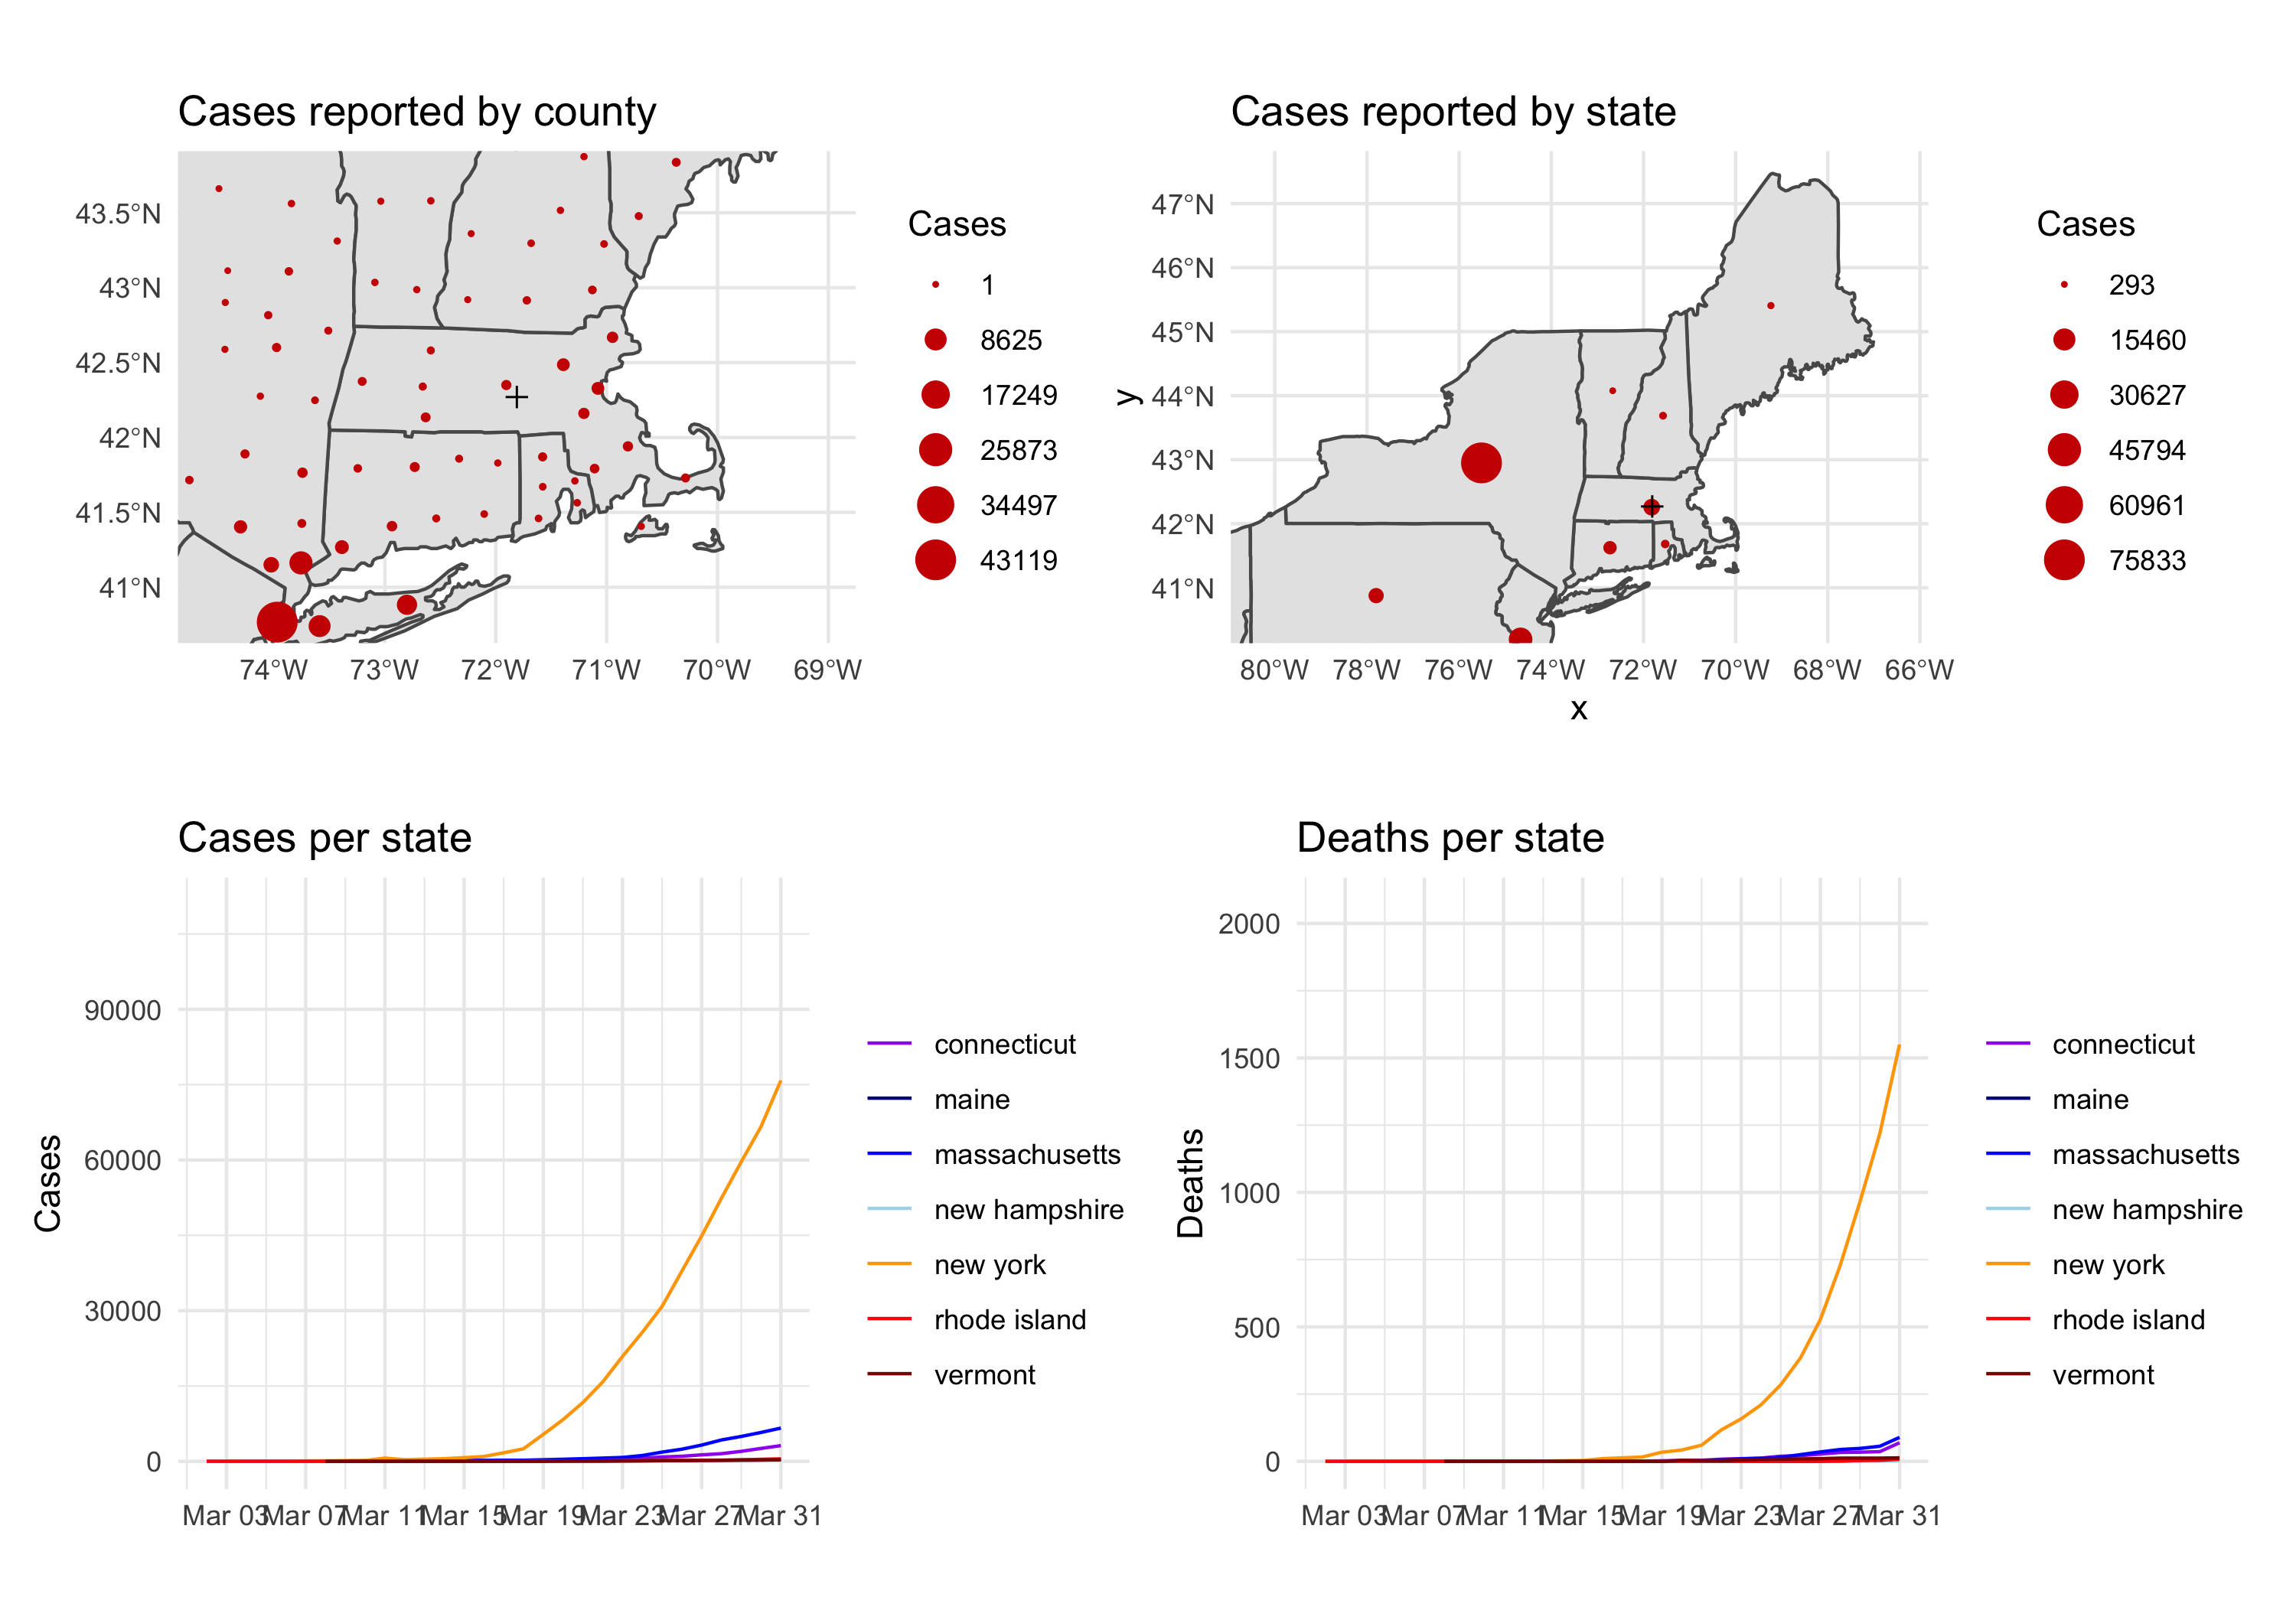 Cases reported by county
43.5°N
43°N
42.5°N
42°N
41.5°N
41°N
74°W 73°W 72°W 71°W 70°W 69°W
Cases
1
8625
17249
25873
34497
43119
Cases reported by state
y
47°N
46°N
45°N
44°N
43°N
42°N
41°N
80°W 78°W 76°W 74°W 72°W 70°W 68°W 66°W
x
Cases
293
15460
30627
45794
60961
75833
Cases per state
Cases
90000
60000
30000
0
Mar 03 Mar 07 Mar 11 Mar 15 Mar 19 Mar 23 Mar 27 Mar 31
connecticut
maine
massachusetts
new hampshire
new york
rhode island
vermont
Deaths per state
Deaths
2000
1500
1000
500
0
Mar 03 Mar 07 Mar 11 Mar 15 Mar 19 Mar 23 Mar 27 Mar 31
connecticut
maine
massachusetts
new hampshire
new york
rhode island
vermont